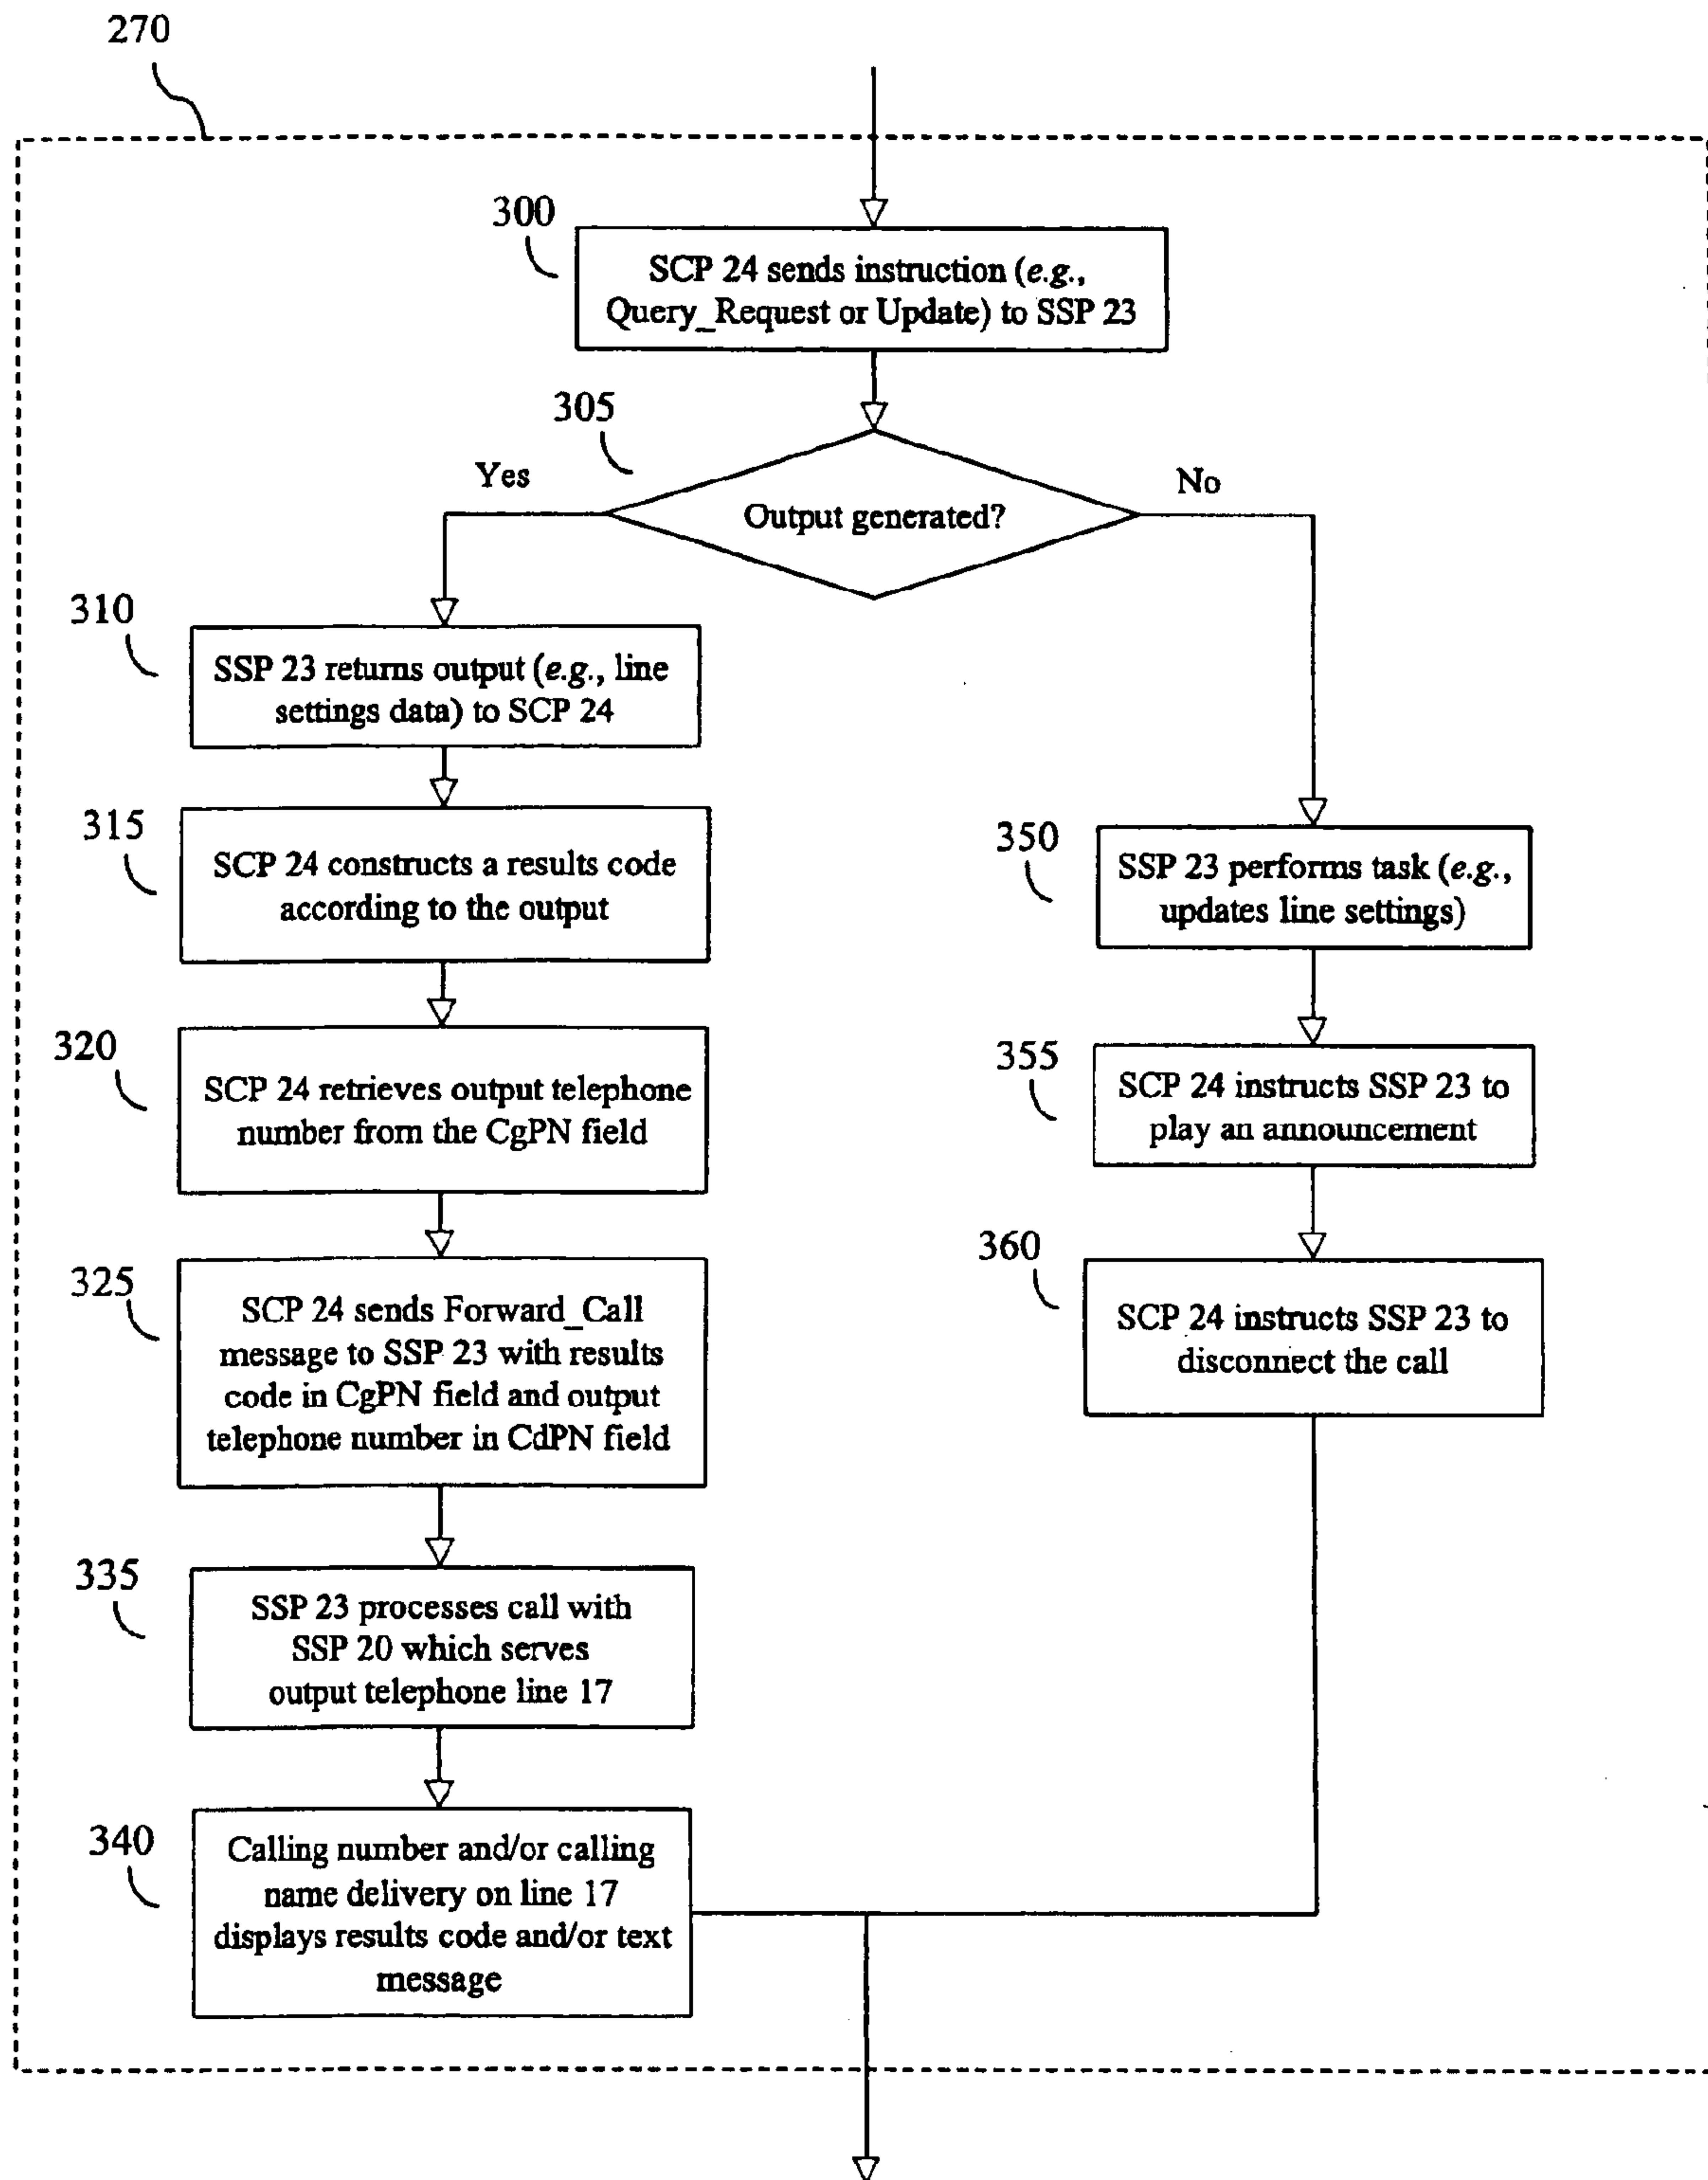 270
300
SCP 24 sends instruction (e.g.,
Query_Request or Update) to SSP 23
305
Yes
No
Output generated?
310
SSP 23 returns output (e.g., line
settings data) to SCP 24
315
SCP 24 constructs a results code
according to the output
320
SCP 24 retrieves output telephone
number from the CgPN field
325
SCP 24 sends Forward_Call
message to SSP 23 with results
code in CgPN field and output
telephone number in CdPN field
335
SSP 23 processes call with
SSP 20 which serves
output telephone line 17
340
Calling number and/or calling
name delivery on line 17
displays results code and/or text
message
350
SSP 23 performs task (e.g.,
updates line settings)
355
SCP 24 instructs SSP 23 to
play an announcement
360
SCP 24 instructs SSP 23 to
disconnect the call